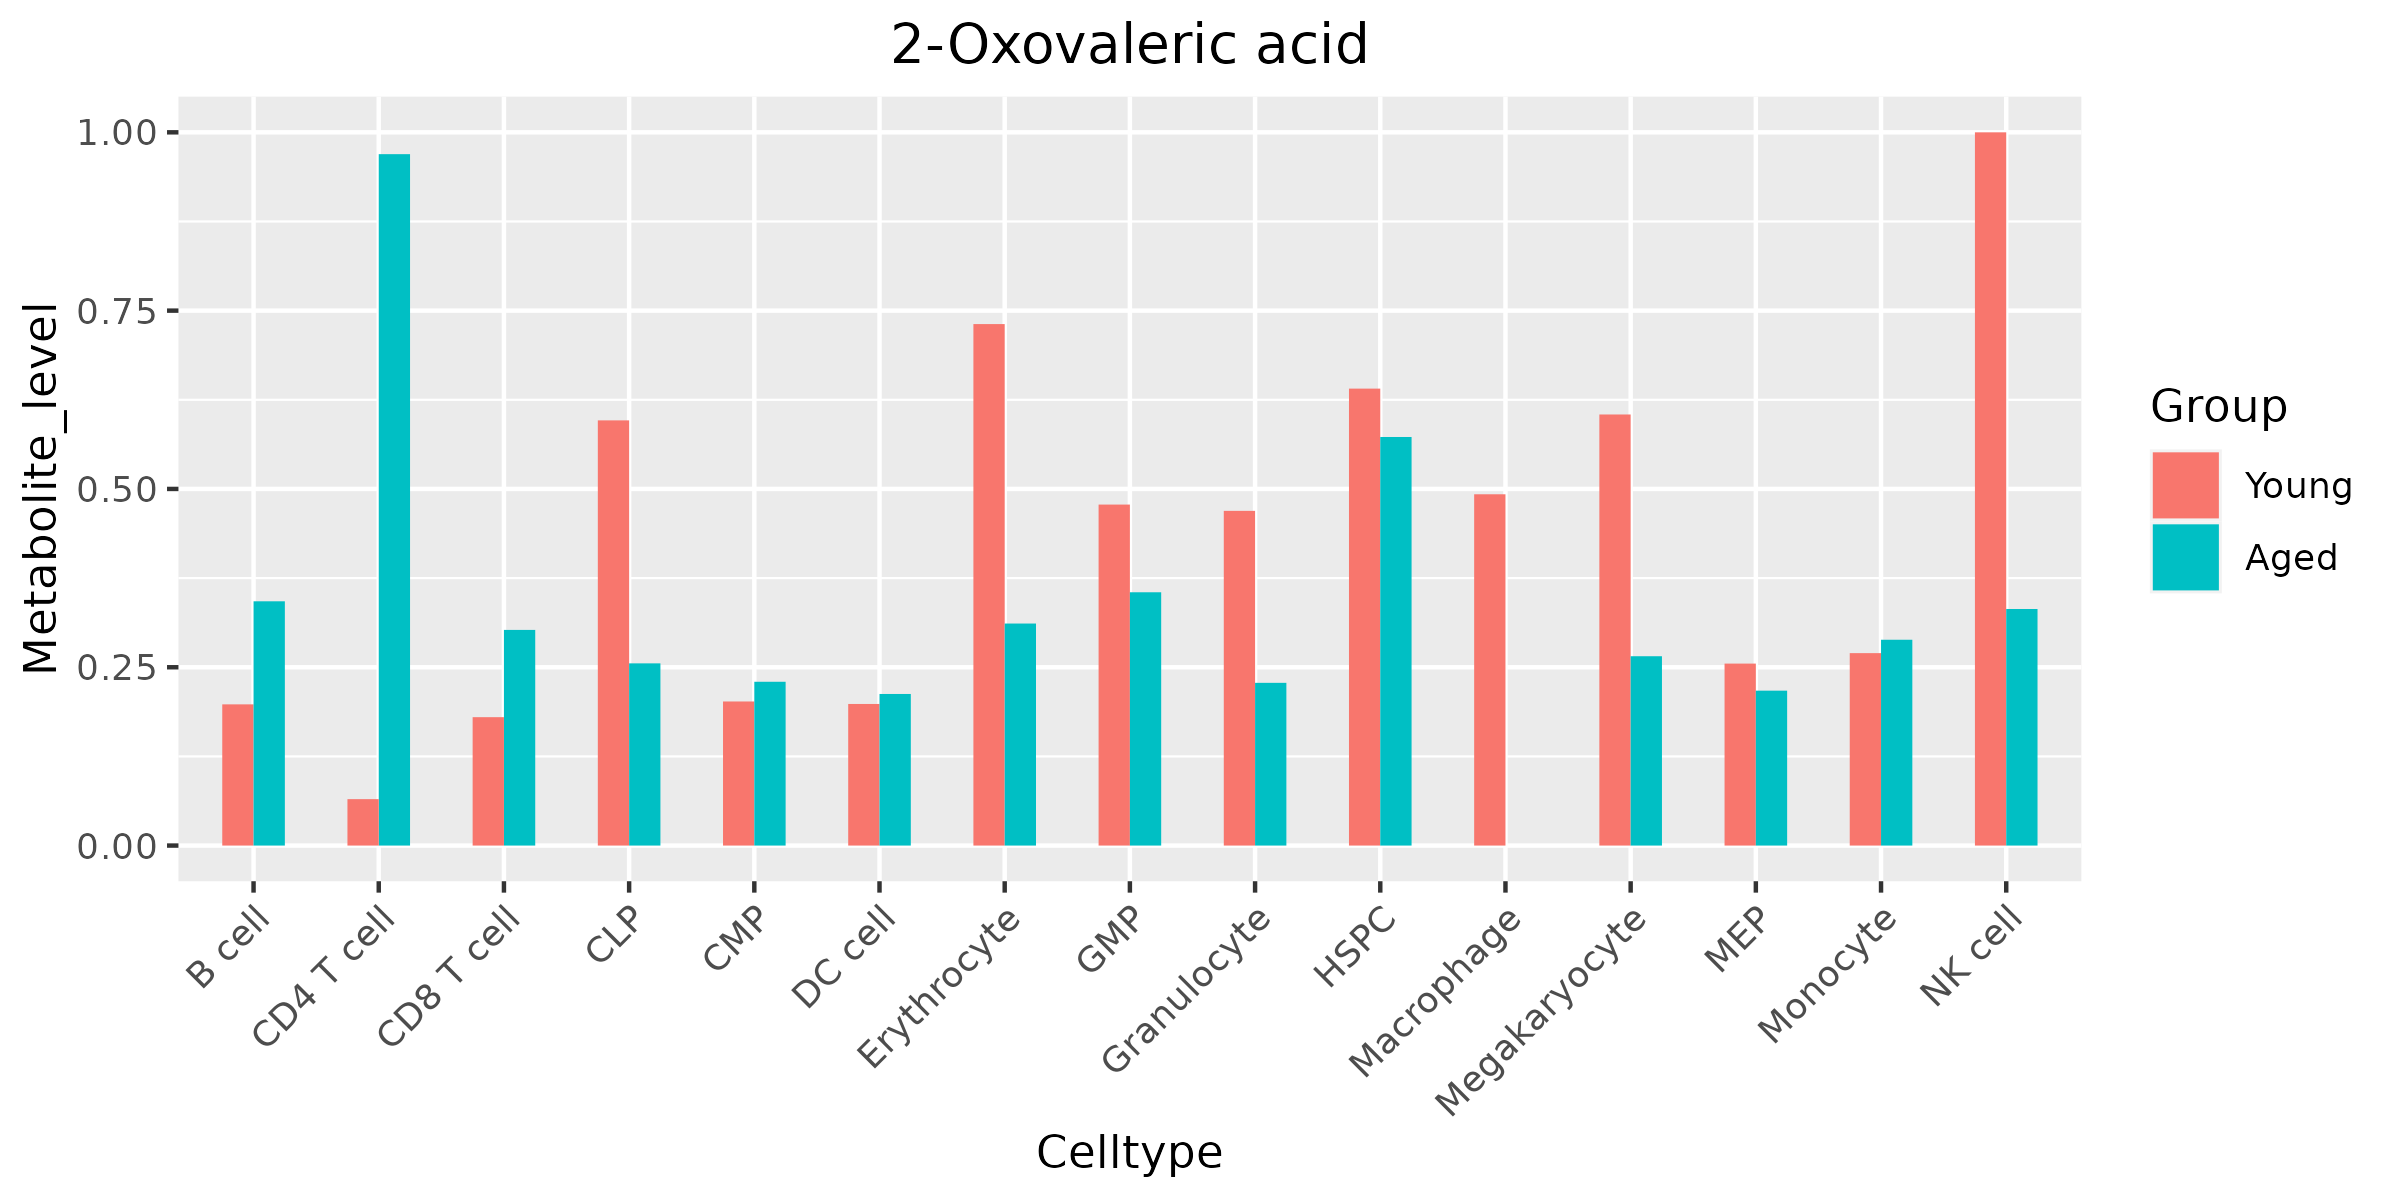 2-Oxovaleric acid
Metabolite_level
1.00
0.75
0.50
0.25
0.00
B cell
CD4 T cell
CD8 T cell
CLP
CMP
DC cell
Erythrocyte
GMP
Granulocyte
HSPC
Macrophage
Megakaryocyte
MEP
Monocyte
NK cell
Celltype
Group
Young
Aged